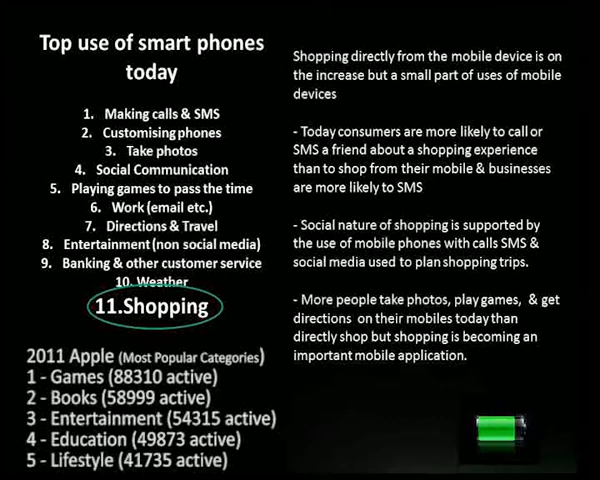 Top use of smart phones
today
1. Making calls & SMS
2. Customising phones
3. Take photos
4. Social Communication
5. Playing games to pass the time
6. Work (email etc.)
7. Directions & Travel
8. Entertainment (non social media)
9. Banking & other customer service
10. Weather
11.Shopping
2011 Apple (Most Popular Categories)
1 - Games (88310 active)
2 - Books (58999 active)
3 - Entertainment (54315 active)
4 - Education (49873 active)
5 - Lifestyle (41735 active)
Shopping directly from the mobile device is on
the increase but a small part of uses of mobile
devices
- Today consumers are more likely to call or
SMS a friend about a shopping experience
than to shop from their mobile & businesses
are more likely to SMS
- Social nature of shopping is supported by
the use of mobile phones with calls SMS &
social media used to plan shopping trips.
- More people take photos, play games, & get
directions on their mobiles today than
directly shop but shopping is becoming an
important mobile application.